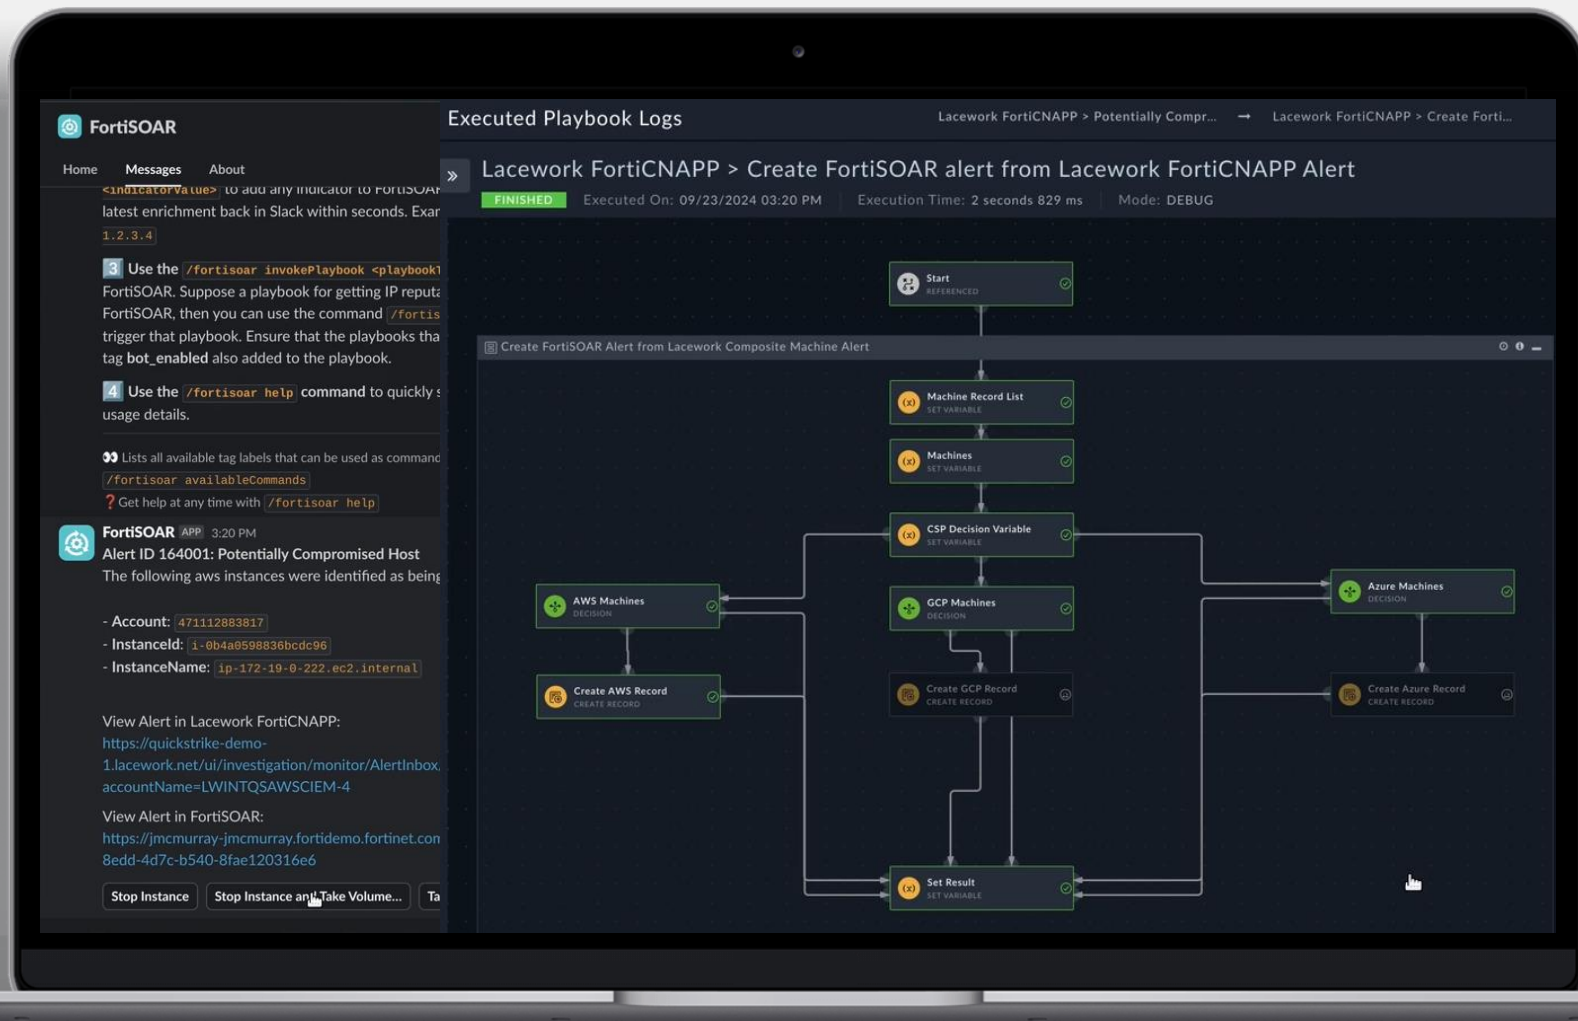 FortiSOAR
Home Messages About
<indicatorValue> to add any indicator to FortiSOAR
latest enrichment back in Slack within seconds. Exar
1.2.3.4
3 Use the /fortisoar invokePlaybook <playbookT
FortiSOAR. Suppose a playbook for getting IP reputa
FortiSOAR, then you can use the command /fortis
trigger that playbook. Ensure that the playbooks tha
tag bot_enabled also added to the playbook.
4 Use the /fortisoar help command to quickly s
usage details.
👀 Lists all available tag labels that can be used as command
/fortisoar availableCommands
❓Get help at any time with /fortisoar help
FortiSOAR APP 3:20 PM
Alert ID 164001: Potentially Compromised Host
The following aws instances were identified as being
- Account: 471112883817
- InstanceId: i-0b4a0598836bcdc96
- InstanceName: ip-172-19-0-222.ec2.internal
View Alert in Lacework FortiCNAPP:
https://quickstrike-demo-
1.lacework.net/ui/investigation/monitor/AlertInbox,
accountName=LWINTQSAWSCIEM-4
View Alert in FortiSOAR:
https://jmcmurray-jmcmurray.fortidemo.fortinet.con
8edd-4d7c-b540-8fae120316e6
Stop Instance Stop Instance and Take Volume... Ta
Executed Playbook Logs
Lacework FortiCNAPP > Potentially Compr... → Lacework FortiCNAPP > Create Forti...
Lacework FortiCNAPP > Create FortiSOAR alert from Lacework FortiCNAPP Alert
FINISHED Executed On: 09/23/2024 03:20 PM Execution Time: 2 seconds 829 ms Mode: DEBUG
Start
REFERENCED
Create FortiSOAR Alert from Lacework Composite Machine Alert
Machine Record List
SET VARIABLE
Machines
SET VARIABLE
CSP Decision Variable
SET VARIABLE
AWS Machines
DECISION
GCP Machines
DECISION
Azure Machines
DECISION
Create AWS Record
CREATE RECORD
Create GCP Record
CREATE RECORD
Create Azure Record
CREATE RECORD
Set Result
SET VARIABLE